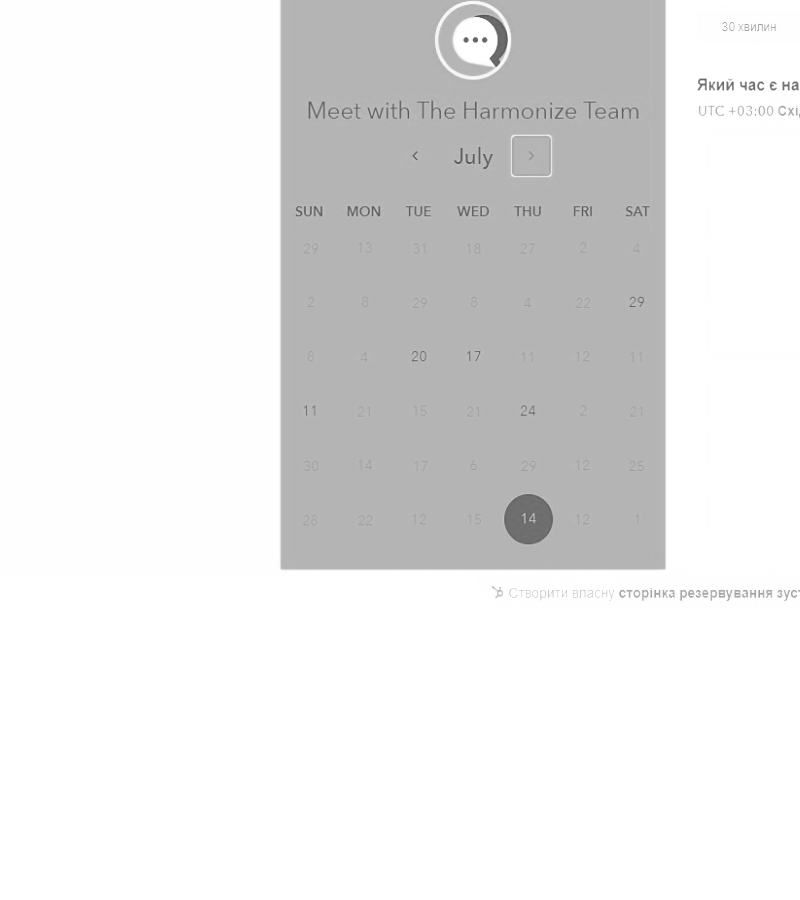 30 хвилин
Який час є на
UTC +03:00 Схі
Meet with The Harmonize Team
July
SUN MON TUE WED THU FRI SAT
29 13 31 18 27 2 4
2 8 29 8 4 22 29
8 4 20 17 11 12 11
11 21 15 21 24 2 21
30 14 17 6 29 12 25
28 22 12 15 14 12 1
Створити власну сторінка резервування зус